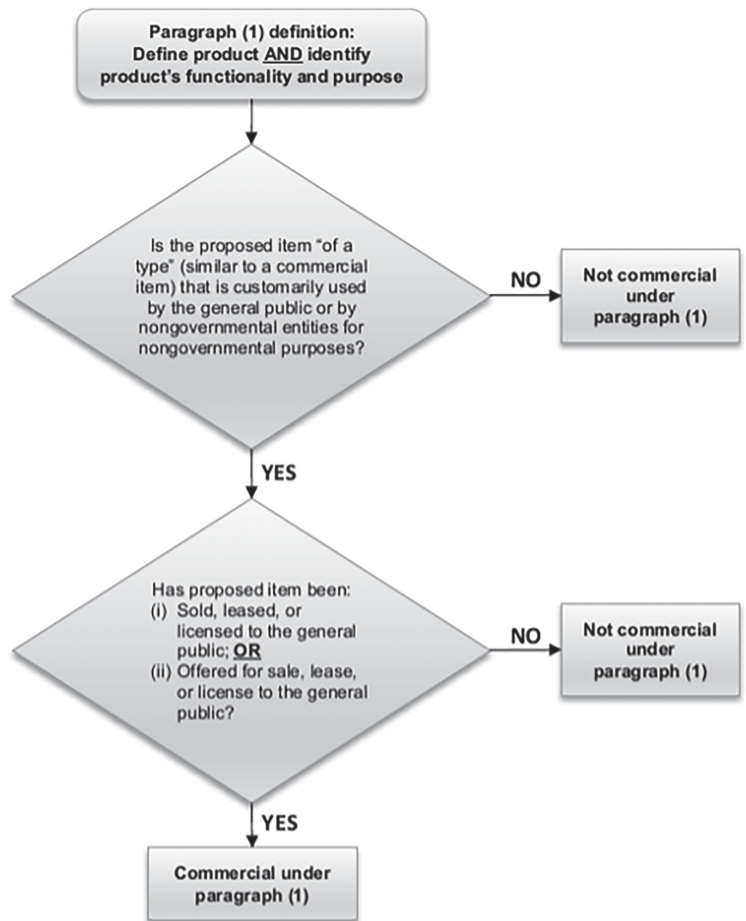 Paragraph (1) definition:
Define product AND identify
product's functionality and purpose
Is the proposed item "of a
type" (similar to a commercial
item) that is customarily used
by the general public or by
nongovernmental entities for
nongovernmental purposes?
NO
Not commercial
under
paragraph (1)
YES
Has proposed item been:
(i) Sold, leased, or
licensed to the general
public; OR
(ii) Offered for sale, lease,
or license to the general
public?
NO
Not commercial
under
paragraph (1)
YES
Commercial under
paragraph (1)